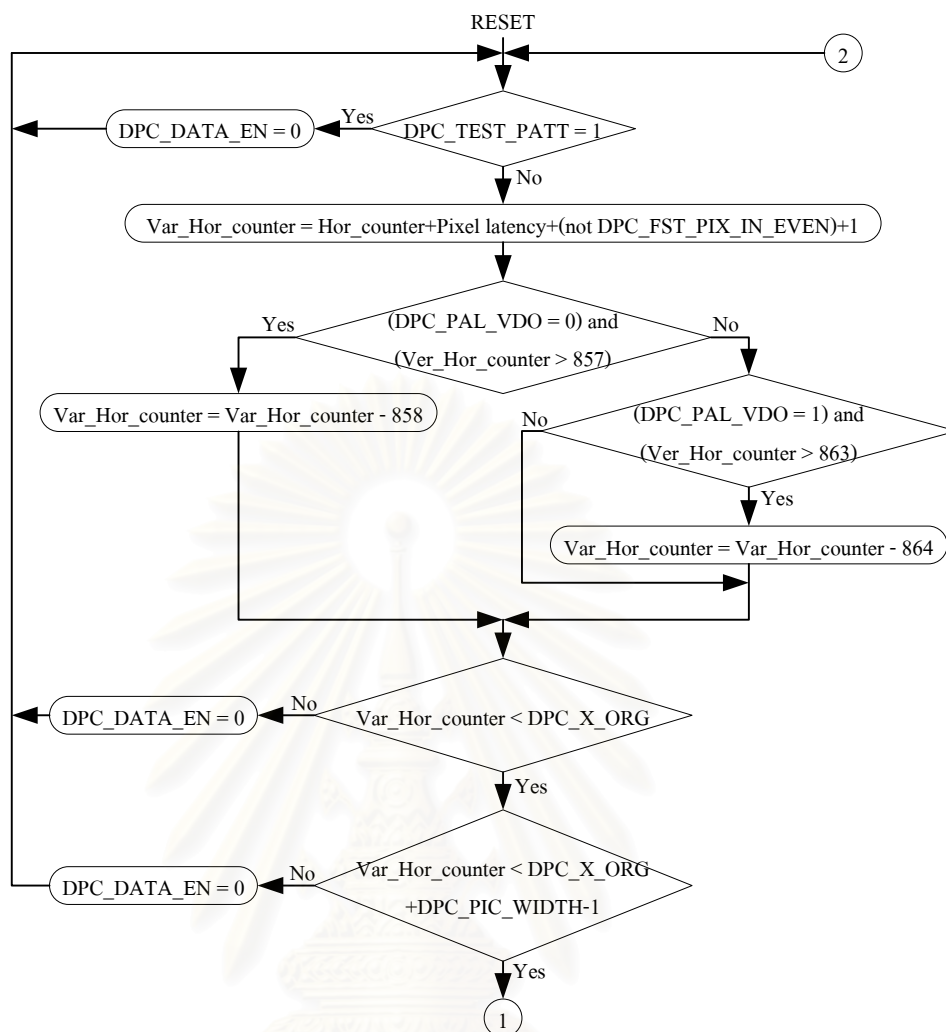 RESET
2
Yes
DPC_DATA_EN = 0
DPC_TEST_PATT = 1
No
Var_Hor_counter = Hor_counter+Pixel latency+(not DPC_FST_PIX_IN_EVEN)+1
Yes
(DPC_PAL_VDO = 0) and
(Ver_Hor_counter > 857)
No
Var_Hor_counter = Var_Hor_counter - 858
No
(DPC_PAL_VDO = 1) and
(Ver_Hor_counter > 863)
Yes
Var_Hor_counter = Var_Hor_counter - 864
DPC_DATA_EN = 0
No
Var_Hor_counter < DPC_X_ORG
Yes
DPC_DATA_EN = 0
No
Var_Hor_counter < DPC_X_ORG
+DPC_PIC_WIDTH-1
Yes
1